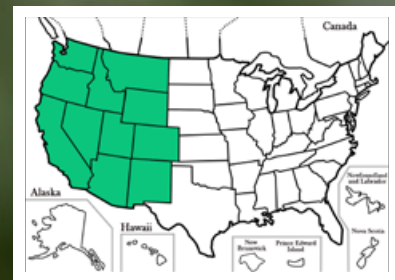 Canada
Alaska
Hawaii
Newfoundland
and Labrador
Nova Scotia
New
Brunswick
Prince Edward
Island